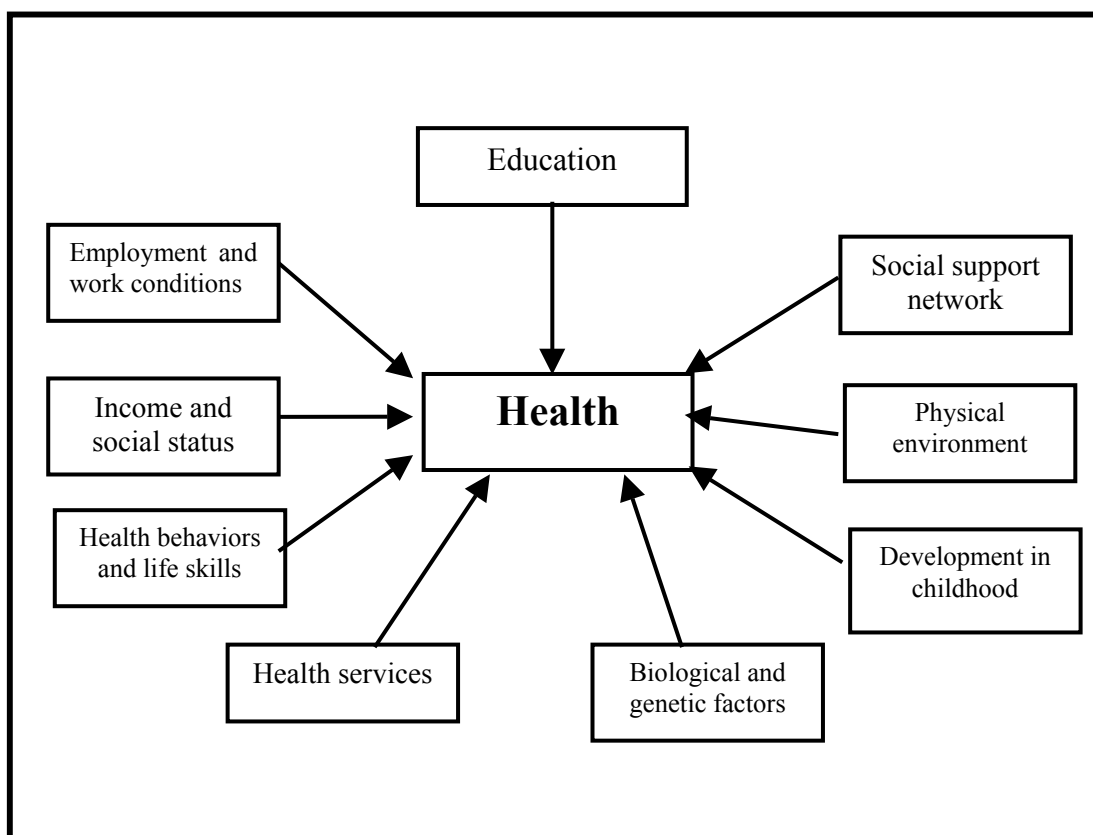 Education
Employment and
work conditions
Social support
network
Health
Income and
social status
Physical
environment
Health behaviors
and life skills
Development in
childhood
Health services
Biological and
genetic factors